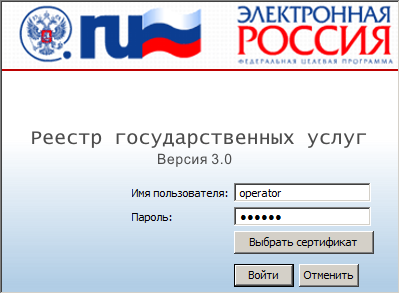 .ru
ЭЛЕКТРОННАЯ
РОССИЯ
ФЕДЕРАЛЬНАЯ ЦЕЛЕВАЯ ПРОГРАММА
Реестр государственных услуг
Версия 3.0
Имя пользователя: operator
Пароль: ●●●●●●
Выбрать сертификат
Войти Отменить